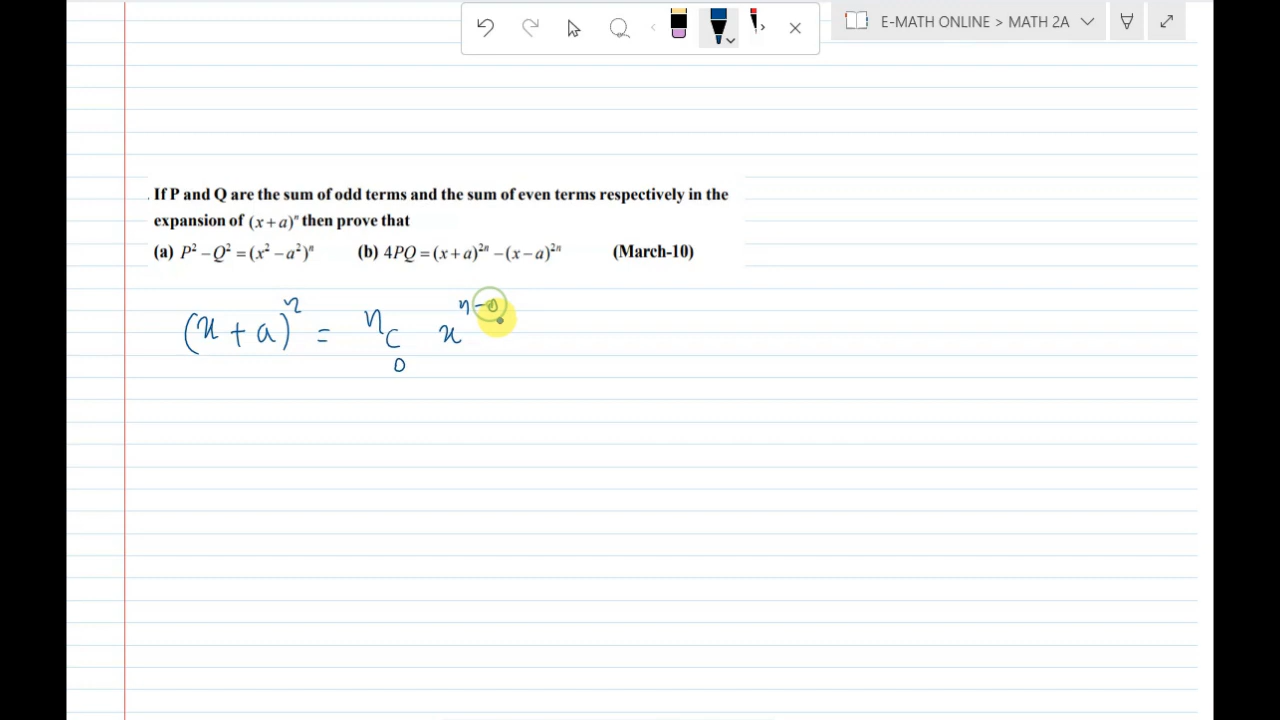 E-MATH ONLINE > MATH 2A
. If P and Q are the sum of odd terms and the sum of even terms respectively in the
expansion of (x+a)ⁿ then prove that
(a) P² – Q² = (x² – a²)ⁿ (b) 4PQ = (x+a)²ⁿ – (x–a)²ⁿ (March-10)
(x + a)ⁿ = ⁿC₀ xⁿ⁻⁰